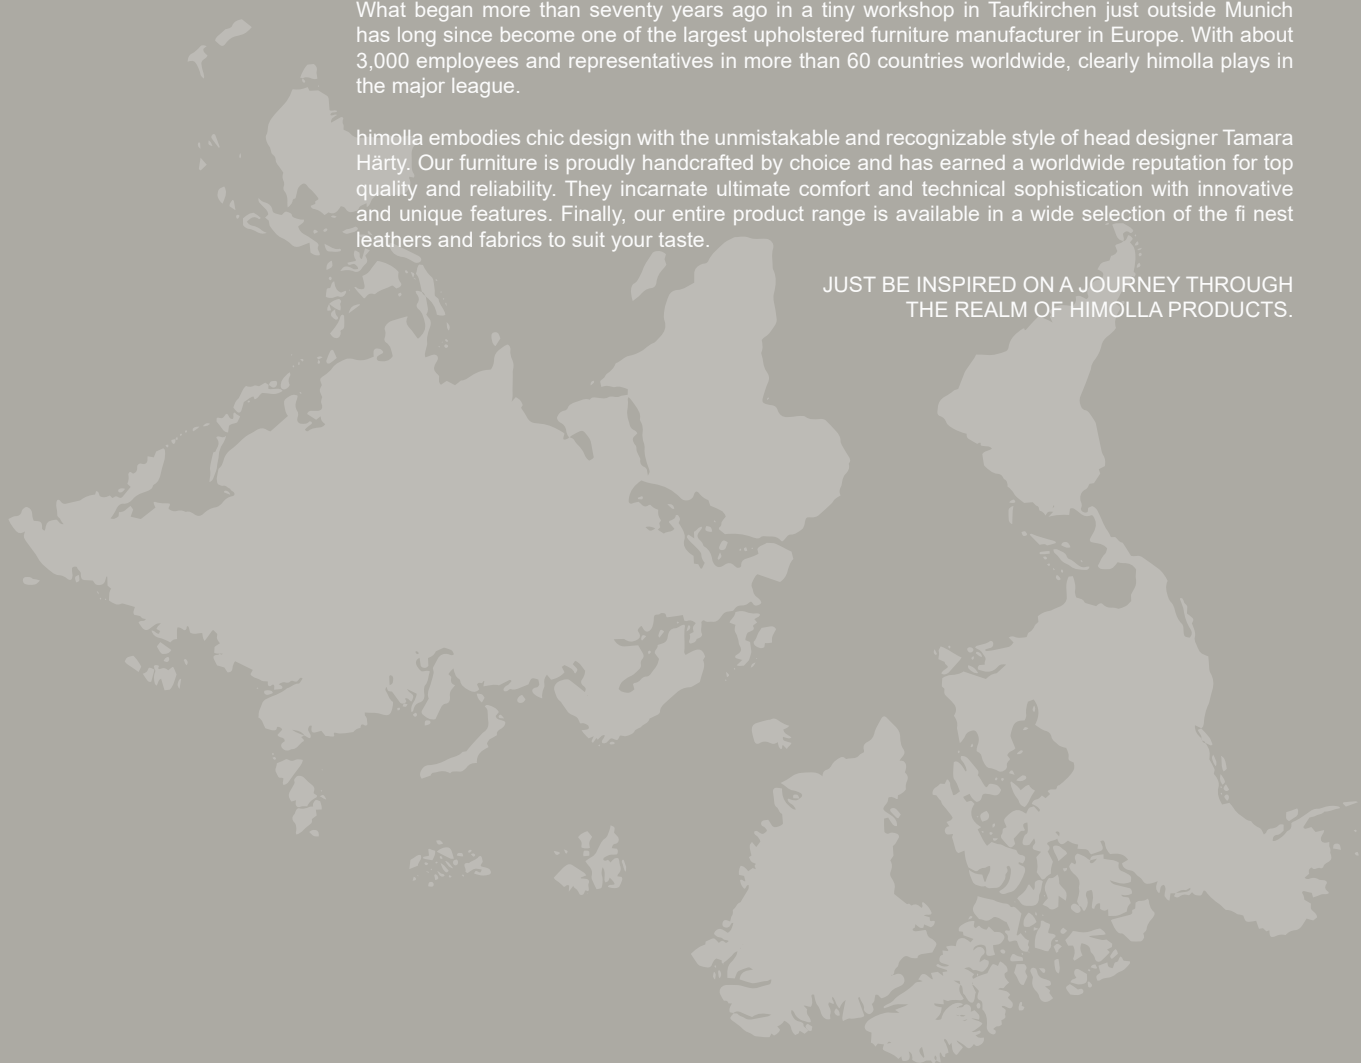 What began more than seventy years ago in a tiny workshop in Taufkirchen just outside Munich
has long since become one of the largest upholstered furniture manufacturer in Europe. With about
3,000 employees and representatives in more than 60 countries worldwide, clearly himolla plays in
the major league.
himolla embodies chic design with the unmistakable and recognizable style of head designer Tamara
Härty. Our furniture is proudly handcrafted by choice and has earned a worldwide reputation for top
quality and reliability. They incarnate ultimate comfort and technical sophistication with innovative
and unique features. Finally, our entire product range is available in a wide selection of the fi nest
leathers and fabrics to suit your taste.
JUST BE INSPIRED ON A JOURNEY THROUGH
THE REALM OF HIMOLLA PRODUCTS.